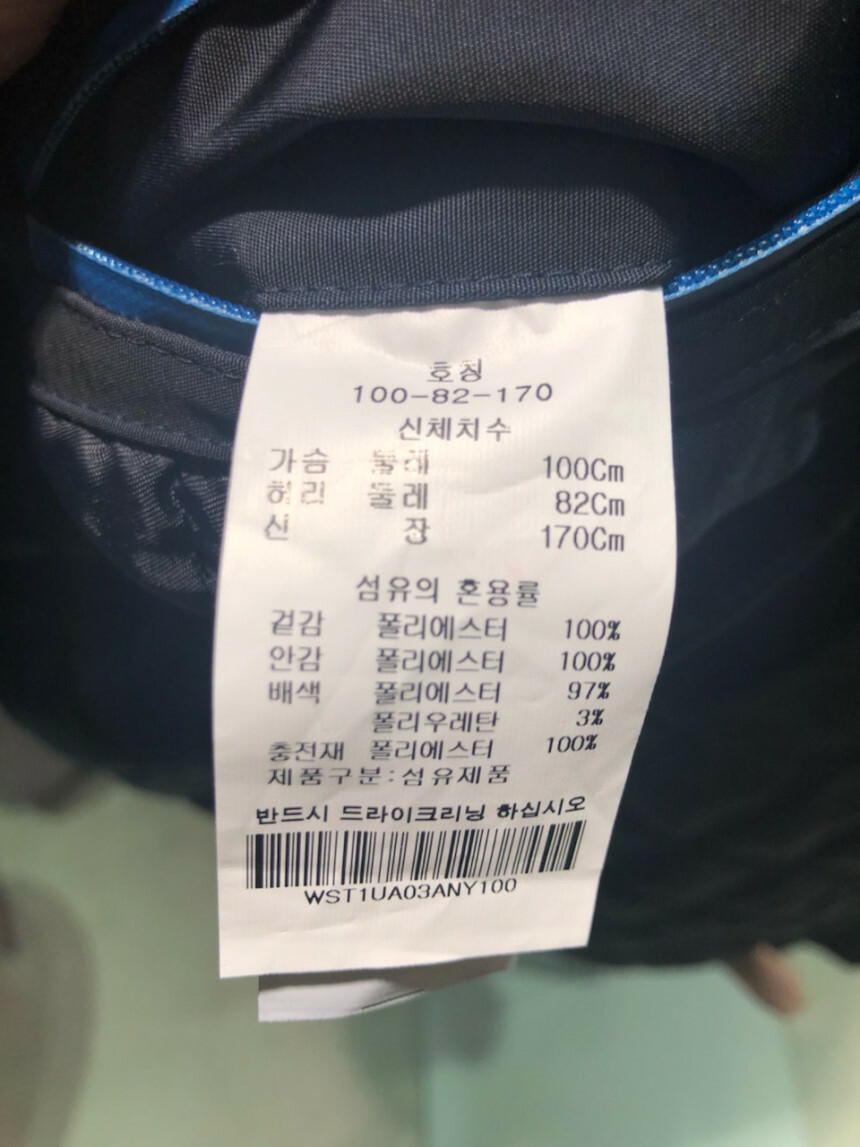 호칭
100-82-170
신체치수
가슴 둘레 100Cm
허리 둘레 82Cm
신 장 170Cm
섬유의 혼용률
겉감 폴리에스터 100%
안감 폴리에스터 100%
배색 폴리에스터 97%
폴리우레탄 3%
충전재 폴리에스터 100%
제품구분:섬유제품
반드시 드라이크리닝 하십시오
WST1UA03ANY100